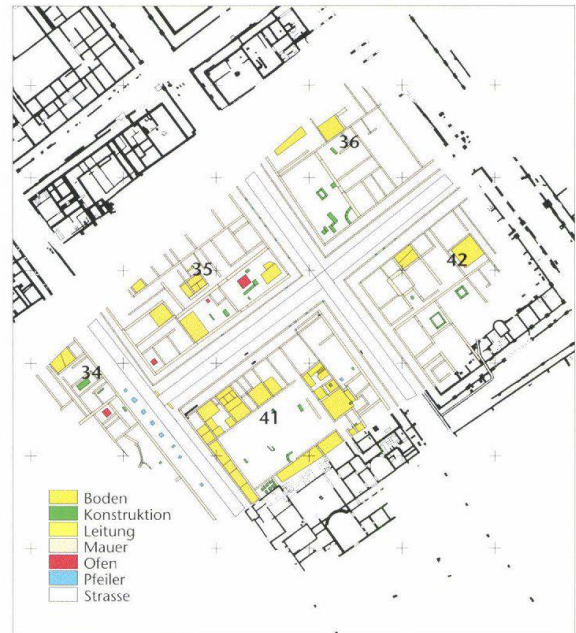 36
42
35
34
41
Boden
Konstruktion
Leitung
Mauer
Ofen
Pfeiler
Strasse